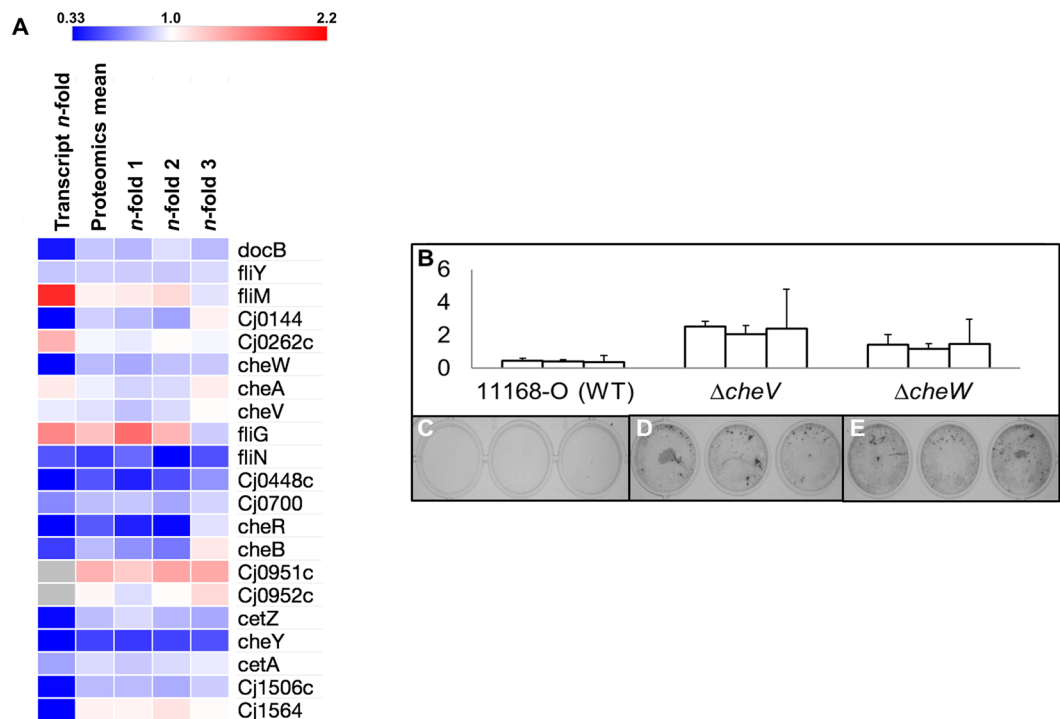 A
0.33 1.0 2.2
Transcript n-fold
Proteomics mean
n-fold 1
n-fold 2
n-fold 3
docB
fliY
fliM
Cj0144
Cj0262c
cheW
cheA
cheV
fliG
fliN
Cj0448c
Cj0700
cheR
cheB
Cj0951c
Cj0952c
cetZ
cheY
cetA
Cj1506c
Cj1564
B
6
4
2
0
11168-O (WT) ΔcheV ΔcheW
C D E